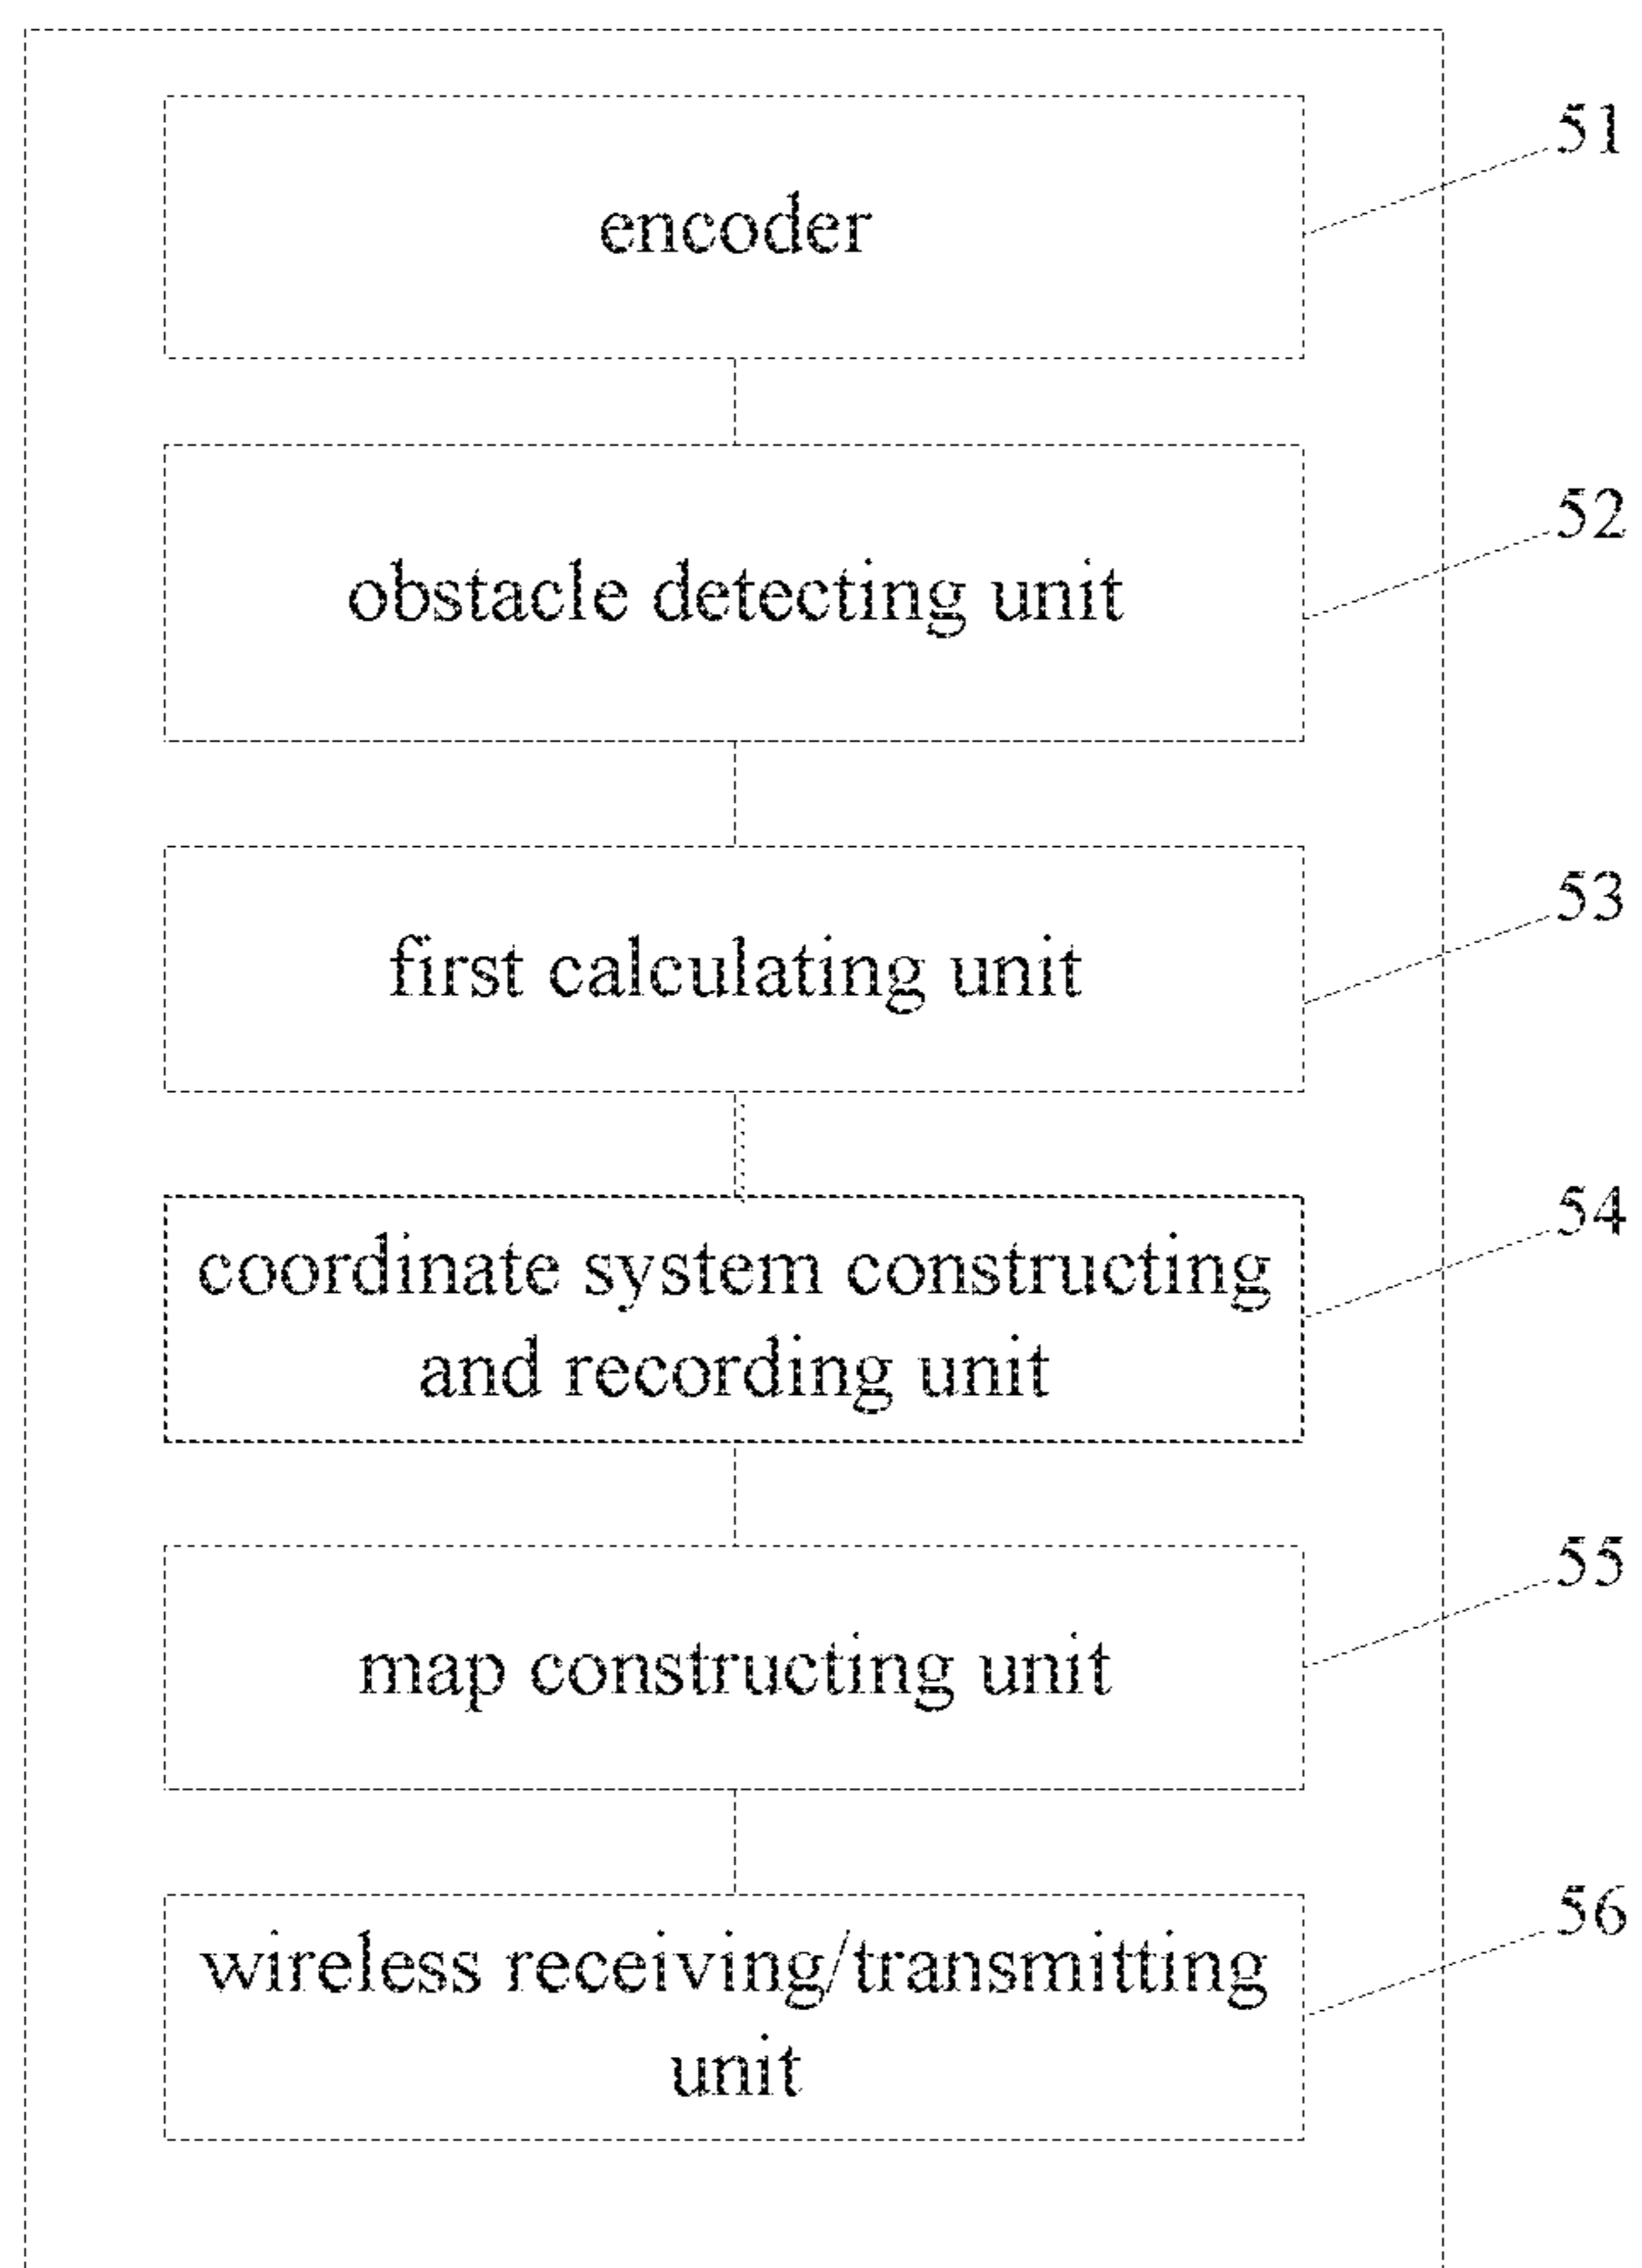 encoder
51
obstacle detecting unit
52
first calculating unit
53
coordinate system constructing
and recording unit
54
map constructing unit
55
wireless receiving/transmitting
unit
56